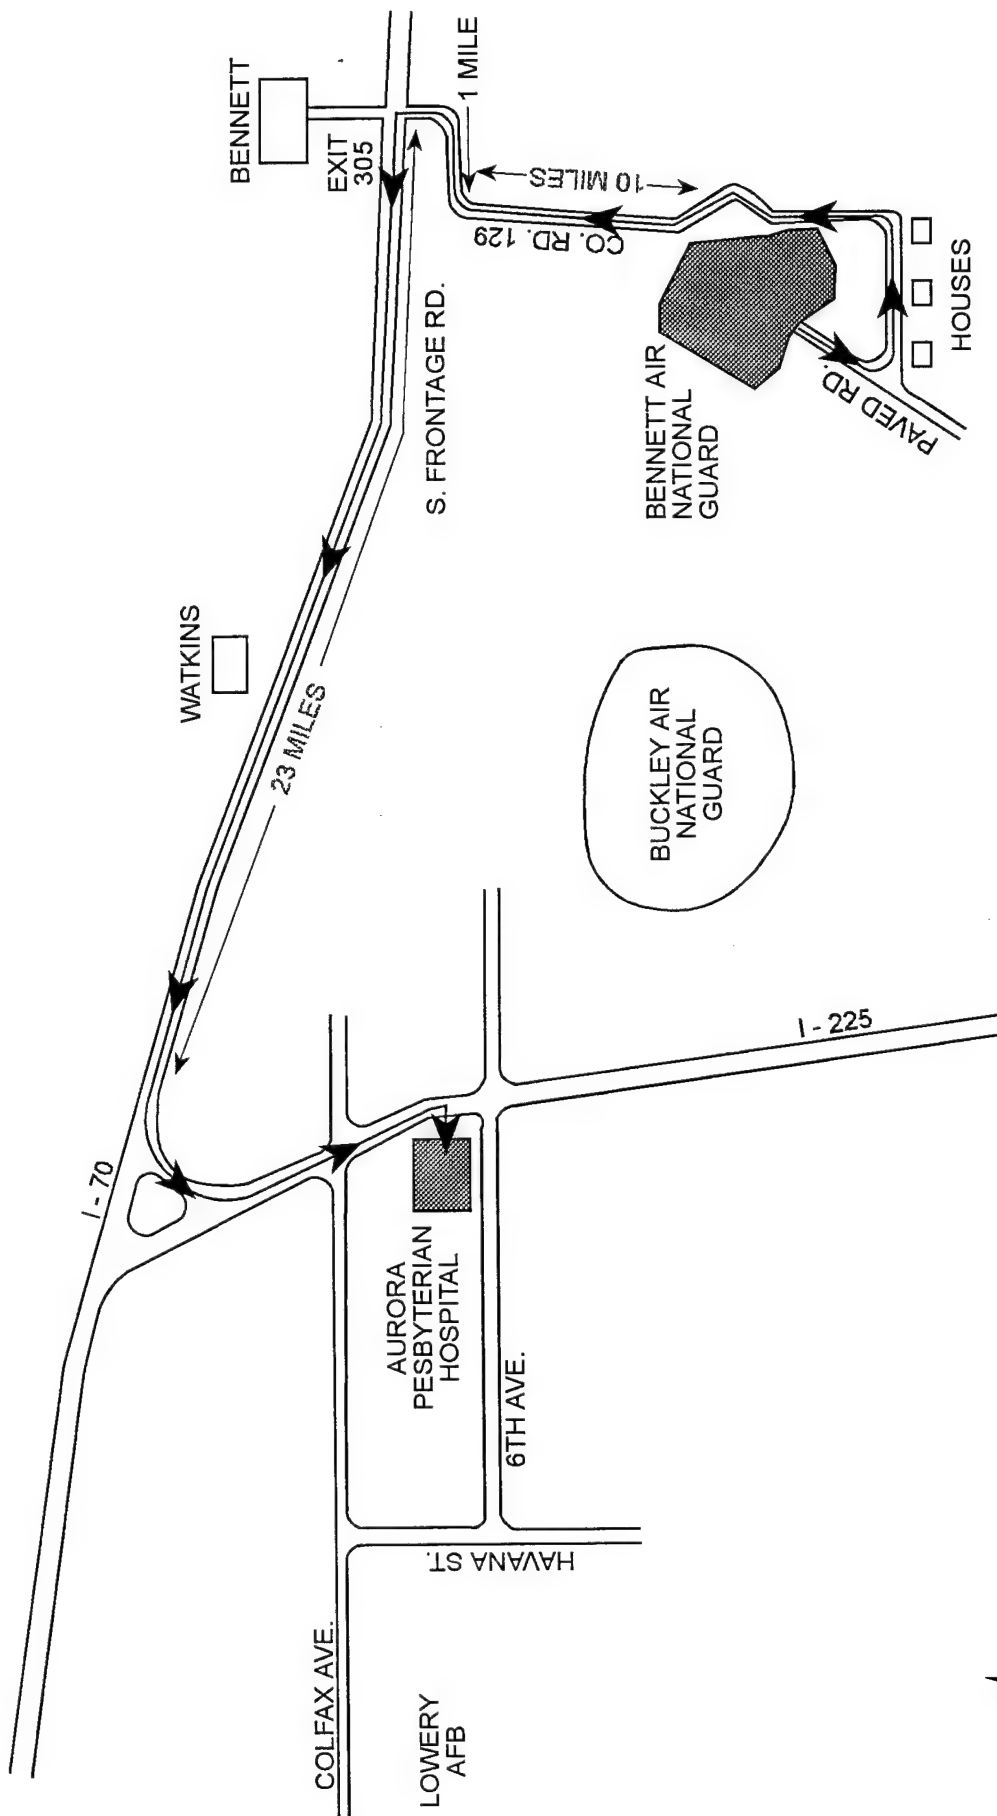 BENNETT
EXIT
305
1 MILE
10 MILES
CO. RD. 129
S. FRONTAGE RD.
HOUSES
PAVED RD.
BENNETT AIR
NATIONAL
GUARD
WATKINS
23 MILES
BUCKLEY AIR
NATIONAL
GUARD
I - 225
I - 70
AURORA
PESBYTERIAN
HOSPITAL
6TH AVE.
HAVANA ST.
COLFAX AVE.
LOWERY
AFB